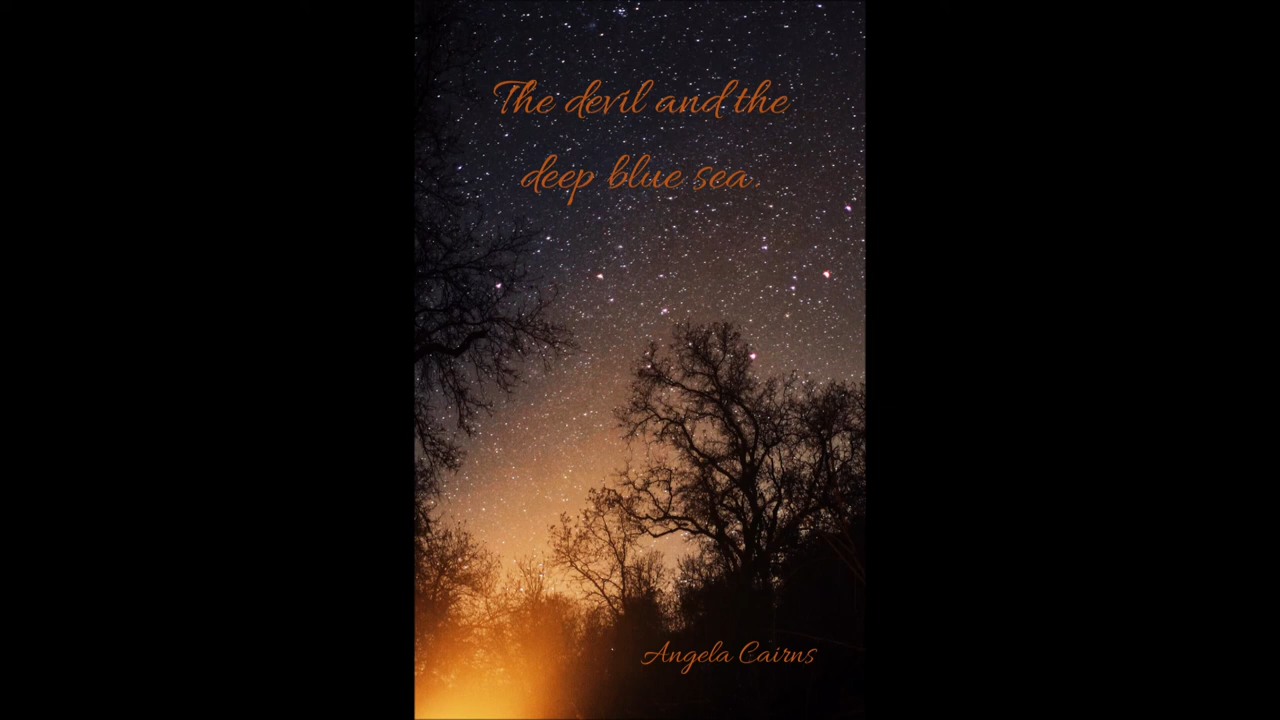 The devil and the
deep blue sea.
Angela Cairns